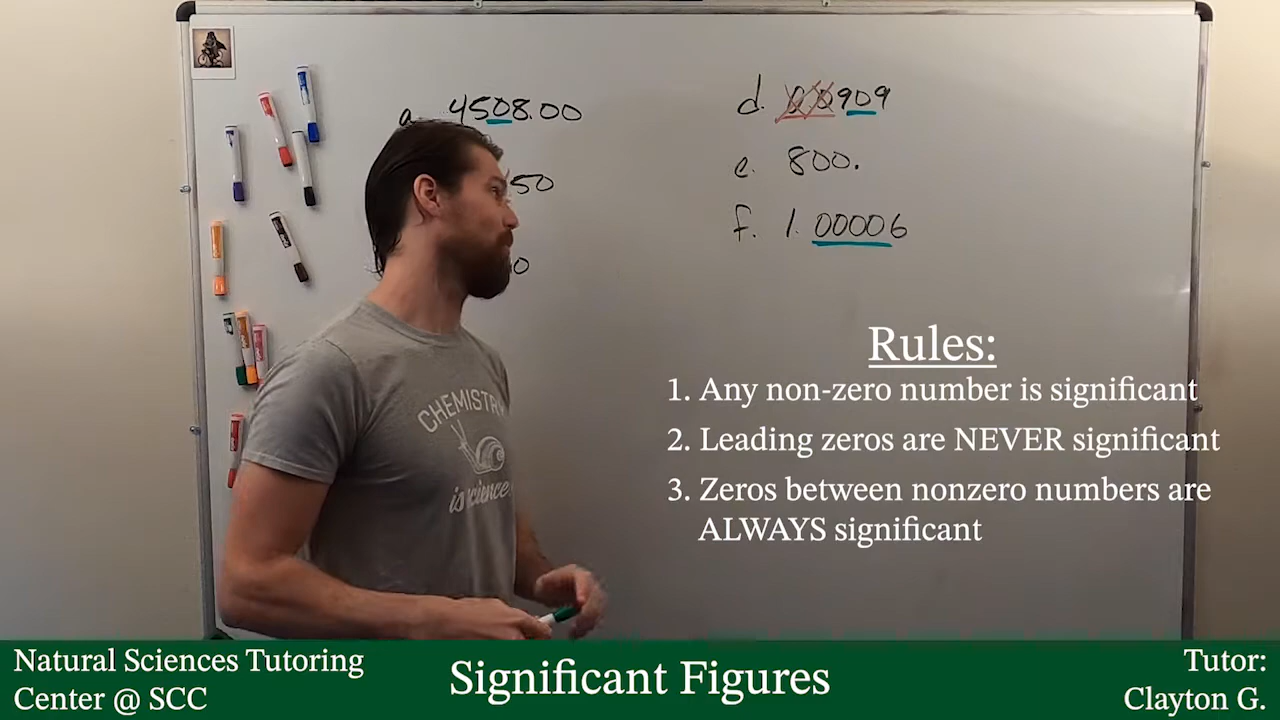 a. 4508.00
50
0
d. 00909
e. 800.
f. 1.00006
CHEMISTRY
is science
Rules:
1. Any non-zero number is significant
2. Leading zeros are NEVER significant
3. Zeros between nonzero numbers are
ALWAYS significant
Natural Sciences Tutoring
Center @ SCC
Significant Figures
Tutor:
Clayton G.